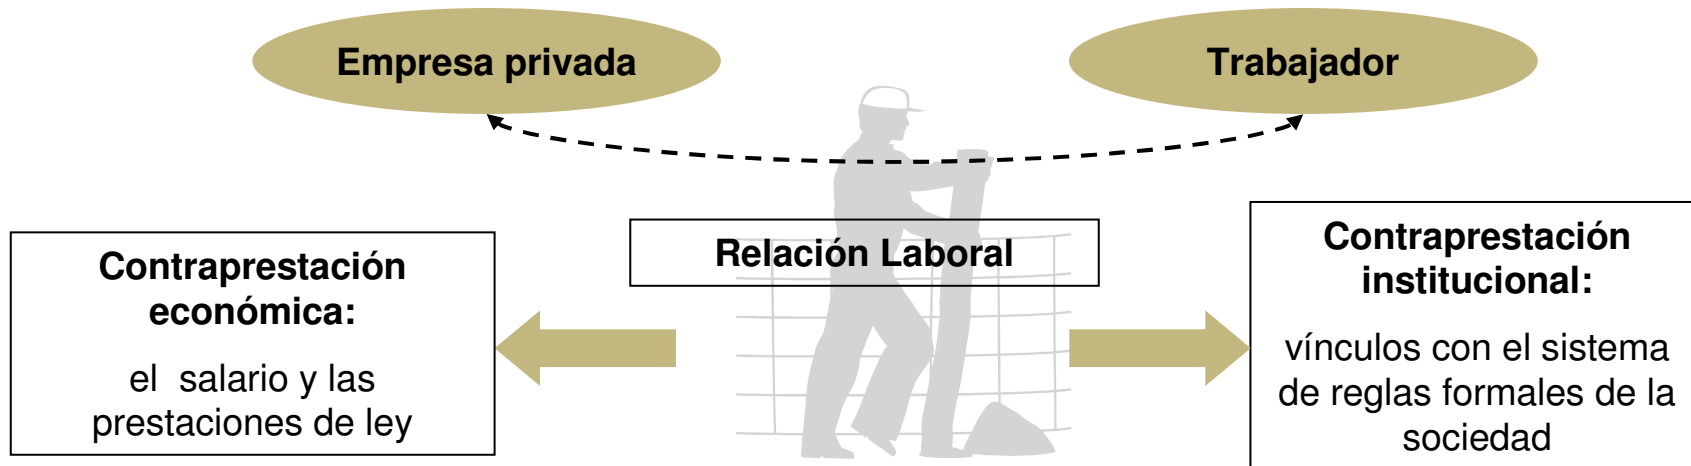 Empresa privada
Trabajador
Relación Laboral
Contraprestación
económica:
el salario y las
prestaciones de ley
Contraprestación
institucional:
vínculos con el sistema
de reglas formales de la
sociedad